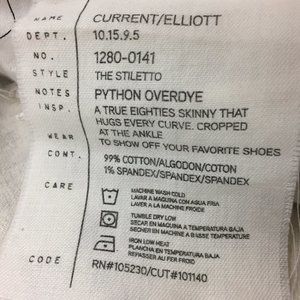 NAME CURRENT/ELLIOTT
DEPT. 10.15.9.5
NO. 1280-0141
STYLE THE STILETTO
NOTES PYTHON OVERDYE
INSP. A TRUE EIGHTIES SKINNY THAT
HUGS EVERY CURVE. CROPPED
WEAR AT THE ANKLE
TO SHOW OFF YOUR FAVORITE SHOES
CONT. 99% COTTON/ALGODON/COTON
1% SPANDEX/SPANDEX/SPANDEX
CARE MACHINE WASH COLD
LAVAR A MAQUINA CON AGUA FRIA
LAVER A LA MACHINE FROIDE
TUMBLE DRY LOW
SECAR EN MAQUINA A TEMPERATURA BAJA
SECHER EN MACHINE A BASSE TEMPERATURE
IRON LOW HEAT
PLANCHA EN TEMPERATURA BAJA
REPASSER AU FER FROID
CODE RN#105230/CUT#101140